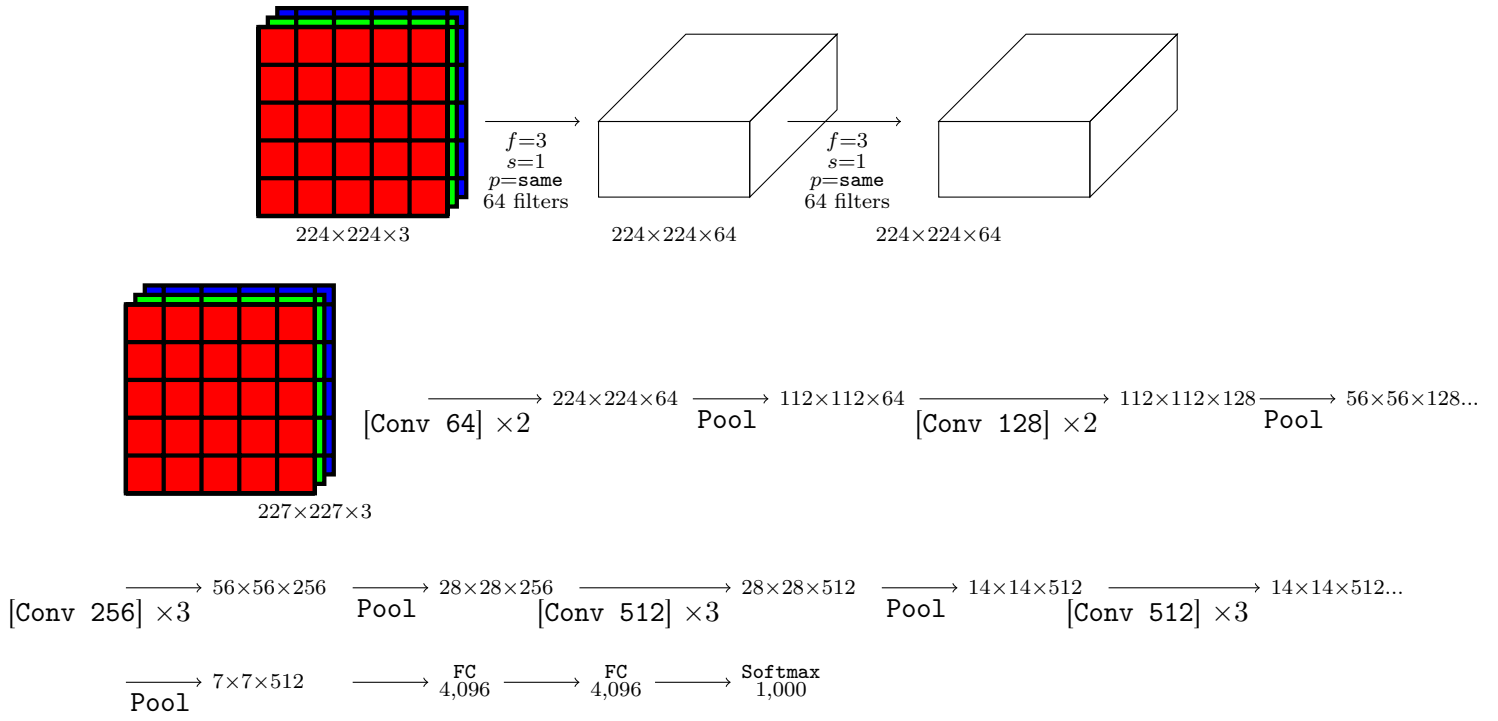 f=3
s=1
p=same
64 filters
f=3
s=1
p=same
64 filters
224×224×3
224×224×64
224×224×64
224×224×64
112×112×64
112×112×128
56×56×128...
[Conv 64] ×2
Pool
[Conv 128] ×2
Pool
227×227×3
56×56×256
28×28×256
28×28×512
14×14×512
14×14×512...
[Conv 256] ×3
Pool
[Conv 512] ×3
Pool
[Conv 512] ×3
Pool
7×7×512
FC
4,096
FC
4,096
Softmax
1,000